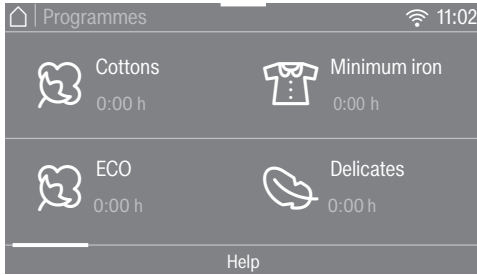 Programmes 11:02
Cottons
0:00 h
Minimum iron
0:00 h
ECO
0:00 h
Delicates
0:00 h
Help